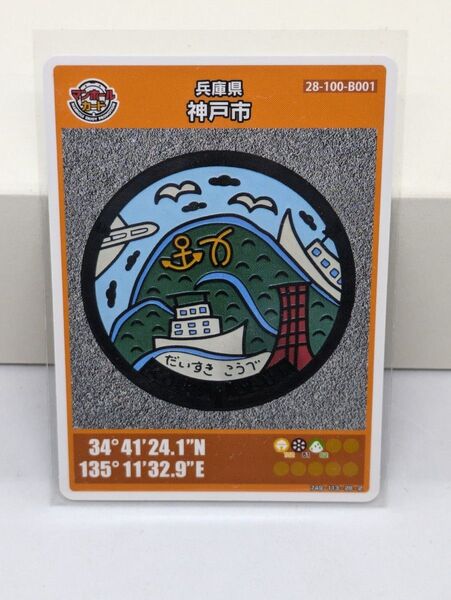 マンホール
カード
兵庫県
神戸市
28-100-B001
だいすき こうべ
34°41'24.1"N
135°11'32.9"E